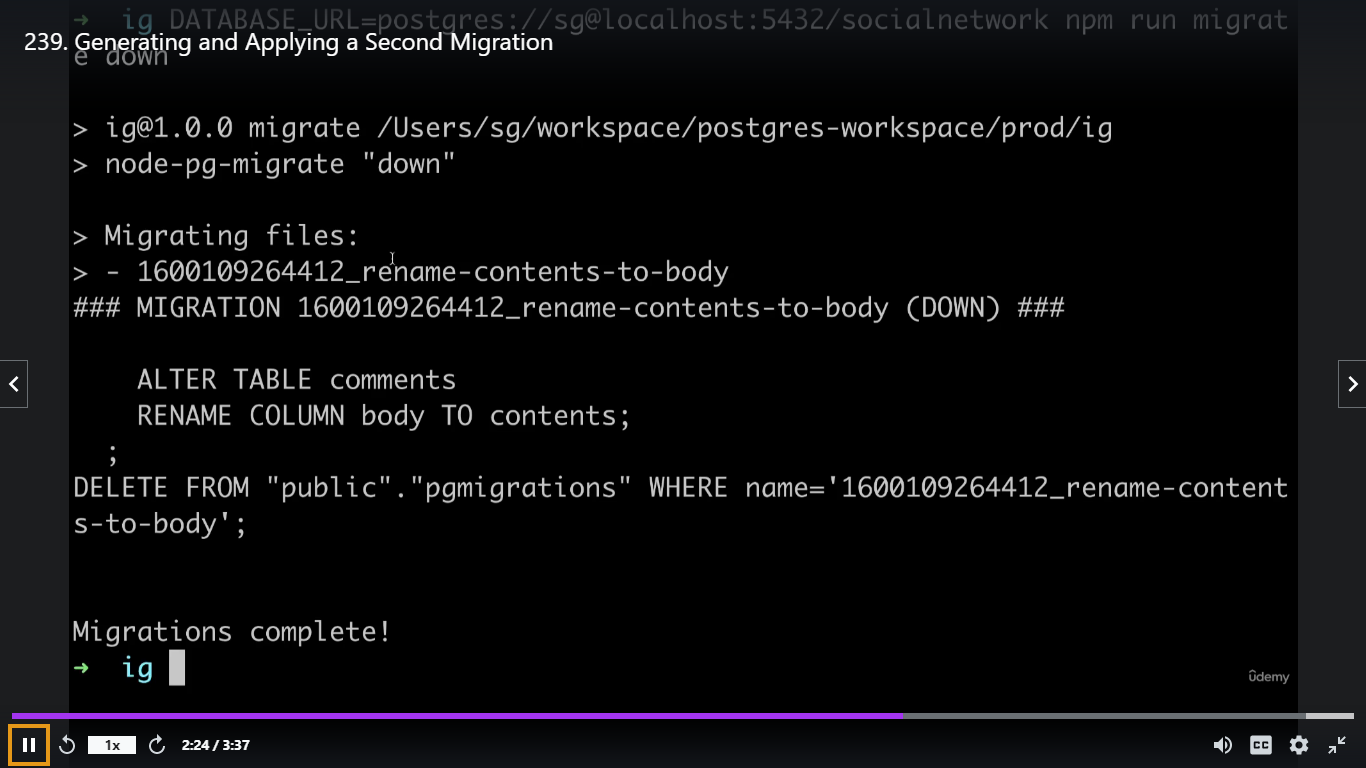 ➜  ig DATABASE_URL=postgres://sg@localhost:5432/socialnetwork npm run migrat
239. Generating and Applying a Second Migration
e down
> ig@1.0.0 migrate /Users/sg/workspace/postgres-workspace/prod/ig
> node-pg-migrate "down"
> Migrating files:
> - 1600109264412_rename-contents-to-body
### MIGRATION 1600109264412_rename-contents-to-body (DOWN) ###
ALTER TABLE comments
RENAME COLUMN body TO contents;
;
DELETE FROM "public"."pgmigrations" WHERE name='1600109264412_rename-content
s-to-body';
Migrations complete!
➜  ig
ûdemy
1x 2:24 / 3:37 CC